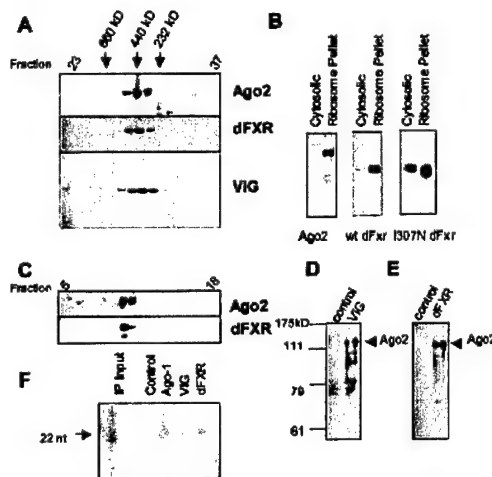 A
660 kD
440 kD
232 kD
Fraction
23
37
Ago2
dFXR
VIG
B
Cytosolic
Ribosome Pellet
Cytosolic
Ribosome Pellet
Cytosolic
Ribosome Pellet
Ago2
wt dFxr
I307N dFxr
C
Fraction
18
Ago2
dFXR
D
control
VIG
175kD
111
79
61
Ago2
E
control
dFXR
Ago2
F
IP Input
Control
Ago-1
VIG
dFXR
22 nt